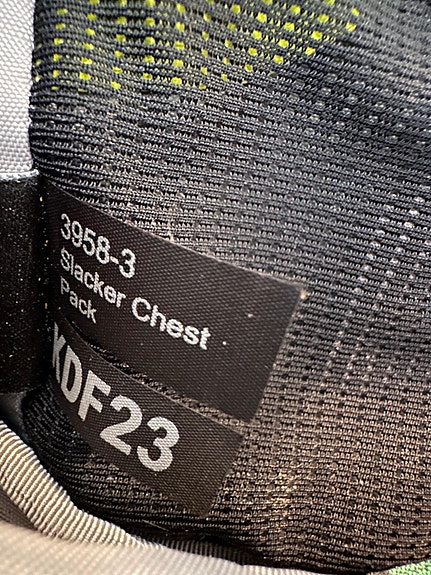 3958-3
Slacker Chest
Pack
KDF23